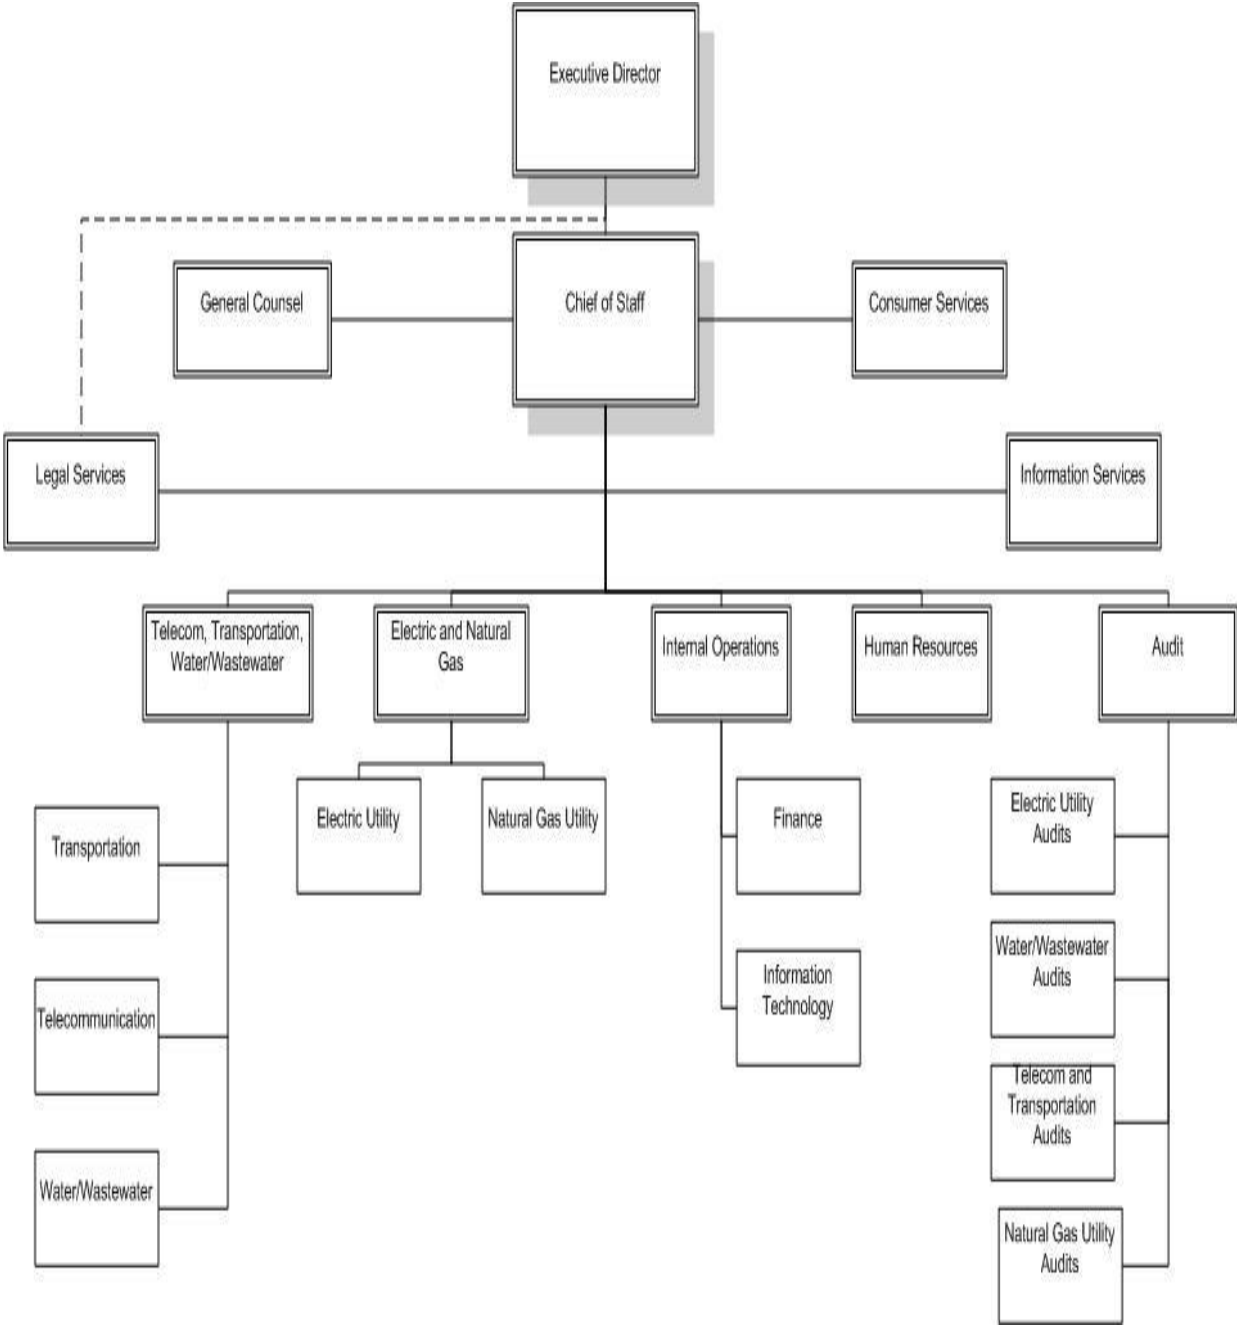 Executive Director
General Counsel
Chief of Staff
Consumer Services
Legal Services
Information Services
Telecom, Transportation,
Water/Wastewater
Electric and Natural
Gas
Internal Operations
Human Resources
Audit
Transportation
Telecommunication
Water/Wastewater
Electric Utility
Natural Gas Utility
Finance
Information
Technology
Electric Utility
Audits
Water/Wastewater
Audits
Telecom and
Transportation
Audits
Natural Gas Utility
Audits